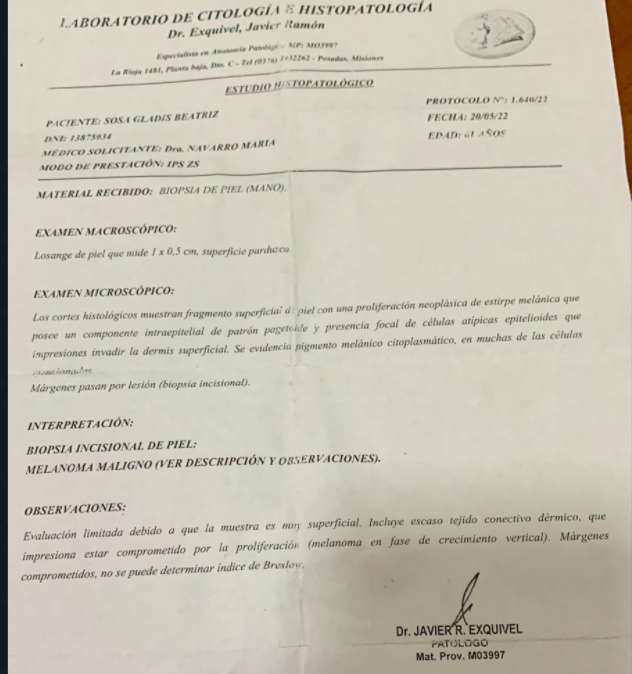 LABORATORIO DE CITOLOGÍA E HISTOPATOLOGÍA
Dr. Exquivel, Javier Ramón
Especialista en Anatomía Patológica MP: MO3997
La Rioja 1481, Planta baja, Dto. C - Tel (0376) 4432262 - Posadas, Misiones
ESTUDIO HISTOPATOLÓGICO
PROTOCOLO Nº: 1.640/22
PACIENTE: SOSA GLADIS BEATRIZ
FECHA: 20/05/22
DNI: 13875934
EDAD: 61 AÑOS
MÉDICO SOLICITANTE: Dra. NAVARRO MARIA
MODO DE PRESTACIÓN: IPS ZS
MATERIAL RECIBIDO: BIOPSIA DE PIEL (MANO).
EXAMEN MACROSCÓPICO:
Losange de piel que mide 1 x 0,5 cm, superficie parduzca
EXAMEN MICROSCÓPICO:
Los cortes histológicos muestran fragmento superficial de piel con una proliferación neoplásica de estirpe melánica que
posee un componente intraepitelial de patrón pagetoide y presencia focal de células atípicas epitelioides que
impresiones invadir la dermis superficial. Se evidencia pigmento melánico citoplasmático, en muchas de las células
mencionadas.
Márgenes pasan por lesión (biopsia incisional).
INTERPRETACIÓN:
BIOPSIA INCISIONAL DE PIEL:
MELANOMA MALIGNO (VER DESCRIPCIÓN Y OBSERVACIONES).
OBSERVACIONES:
Evaluación limitada debido a que la muestra es muy superficial. Incluye escaso tejido conectivo dérmico, que
impresiona estar comprometido por la proliferación (melanoma en fase de crecimiento vertical). Márgenes
comprometidos, no se puede determinar índice de Breslow.
Dr. JAVIER R. EXQUIVEL
PATOLOGO
Mat. Prov. M03997